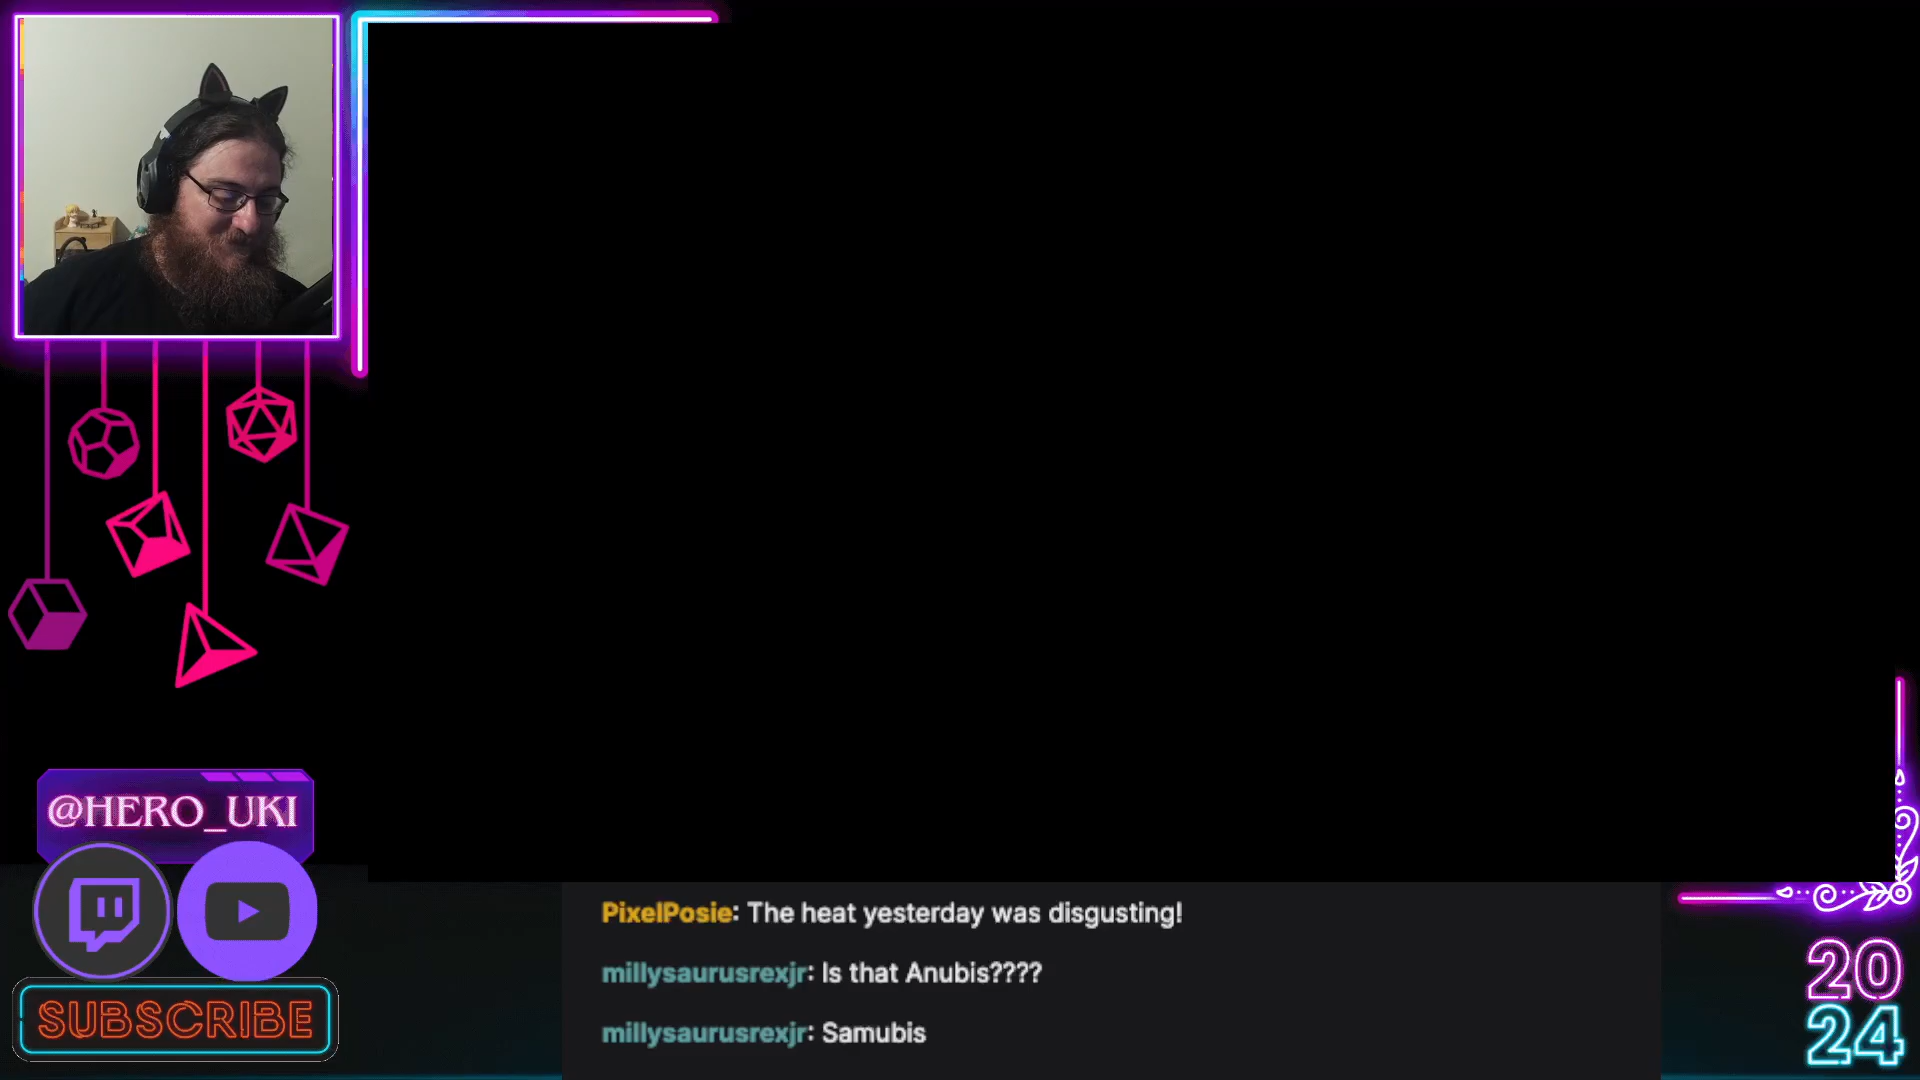 @HERO_UKI
SUBSCRIBE
PixelPosie: The heat yesterday was disgusting!
millysaurusrexjr: Is that Anubis????
millysaurusrexjr: Samubis
20
24